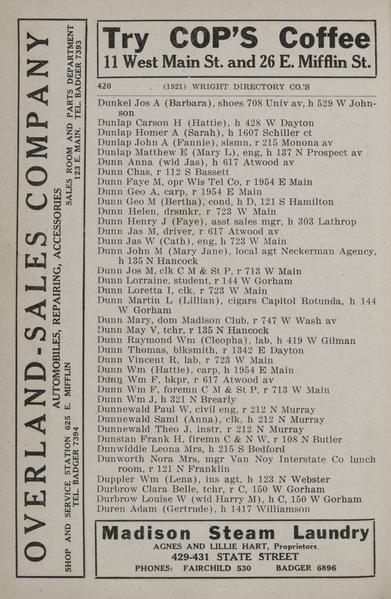 OVERLAND-SALES COMPANY
AUTOMOBILES, REPAIRING, ACCESSORIES
SHOP AND SERVICE STATION 625 E. MIFFLIN
TEL. BADGER 7394
SALES ROOM AND PARTS DEPARTMENT
123 E. MAIN. TEL. BADGER 7393
Try COP'S Coffee
11 West Main St. and 26 E. Mifflin St.
420 (1921) WRIGHT DIRECTORY CO.'S
Dunkel Jos A (Barbara), shoes 708 Univ av, h 529 W John-
son
Dunlap Carson H (Hattie), h 428 W Dayton
Dunlap Homer A (Sarah), h 1607 Schiller ct
Dunlap John A (Fannie), slsmn, r 215 Monona av
Dunlap Matthew E (Mary L), eng, h 137 N Prospect av
Dunn Anna (wid Jas), h 617 Atwood av
Dunn Chas, r 112 S Bassett
Dunn Faye M, opr Wis Tel Co, r 1954 E Main
Dunn Geo A, carp, r 1954 E Main
Dunn Geo M (Bertha), cond, h D, 121 S Hamilton
Dunn Helen, drsmkr, r 723 W Main
Dunn Henry J (Faye), asst sales mgr, h 303 Lathrop
Dunn Jas M, driver, r 617 Atwood av
Dunn Jas W (Cath), eng, h 723 W Main
Dunn John M (Mary Jane), local agt Neckerman Agency,
h 135 N Hancock
Dunn Jos M, clk C M & St P, r 713 W Main
Dunn Lorraine, student, r 144 W Gorham
Dunn Loretta I, clk, r 723 W Main
Dunn Martin L (Lillian), cigars Capitol Rotunda, h 144
W Gorham
Dunn Mary, dom Madison Club, r 747 W Wash av
Dunn May V, tchr, r 135 N Hancock
Dunn Raymond Wm (Cleopha), lab, h 419 W Gilman
Dunn Thomas, blksmith, r 1342 E Dayton
Dunn Vincent R, lab, r 723 W Main
Dunn Wm (Hattie), carp, h 1954 E Main
Dunn Wm F, bkpr, r 617 Atwood av
Dunn Wm F, foremn C M & St P, r 713 W Main
Dunn Wm J, h 321 N Brearly
Dunnewald Paul W, civil eng, r 212 N Murray
Dunnewald Saml (Anna), clk, h 212 N Murray
Dunnewald Theo J, instr, r 212 N Murray
Dunstan Frank H, firemn C & N W, r 108 N Butler
Dunwiddie Leona Mrs, h 215 S Bedford
Dunworth Nora Mrs, mgr Van Noy Interstate Co lunch
room, r 121 N Franklin
Duppler Wm (Lena), ins agt, h 123 N Webster
Durbrow Clara Belle, tchr, r C, 150 W Gorham
Durbrow Louise W (wid Harry M), h C, 150 W Gorham
Duren Adam (Gertrude), h 1417 Williamson
Madison Steam Laundry
AGNES AND LILLIE HART, Proprietors
429-431 STATE STREET
PHONES: FAIRCHILD 530 BADGER 6896